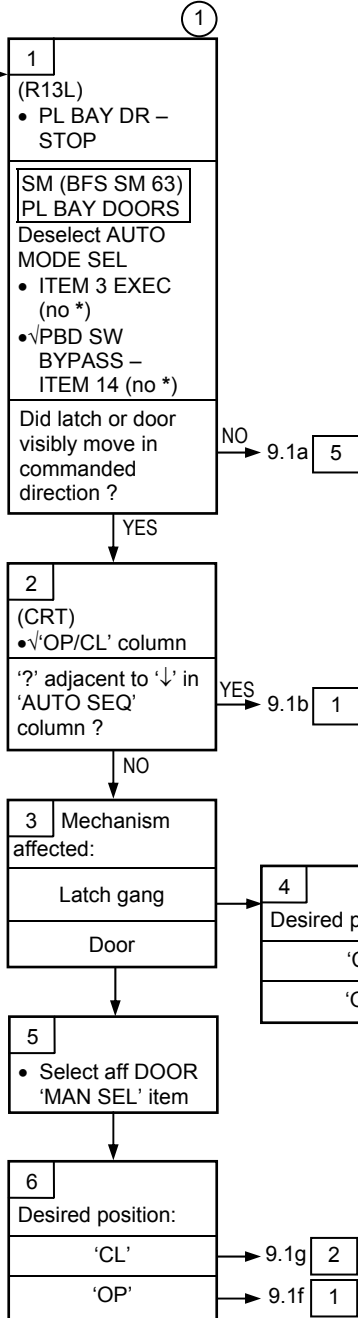 1
1
(R13L)
• PL BAY DR –
STOP
SM (BFS SM 63)
PL BAY DOORS
Deselect AUTO
MODE SEL
• ITEM 3 EXEC
(no *)
•√PBD SW
BYPASS –
ITEM 14 (no *)
Did latch or door
visibly move in
commanded
direction ?
NO
9.1a 5
YES
2
(CRT)
•√'OP/CL' column
'?' adjacent to '↓' in
'AUTO SEQ'
column ?
YES
9.1b 1
NO
3 Mechanism
affected:
Latch gang
Door
4
Desired
5
• Select aff DOOR
'MAN SEL' item
6
Desired position:
'CL'
9.1g 2
'OP'
9.1f 1